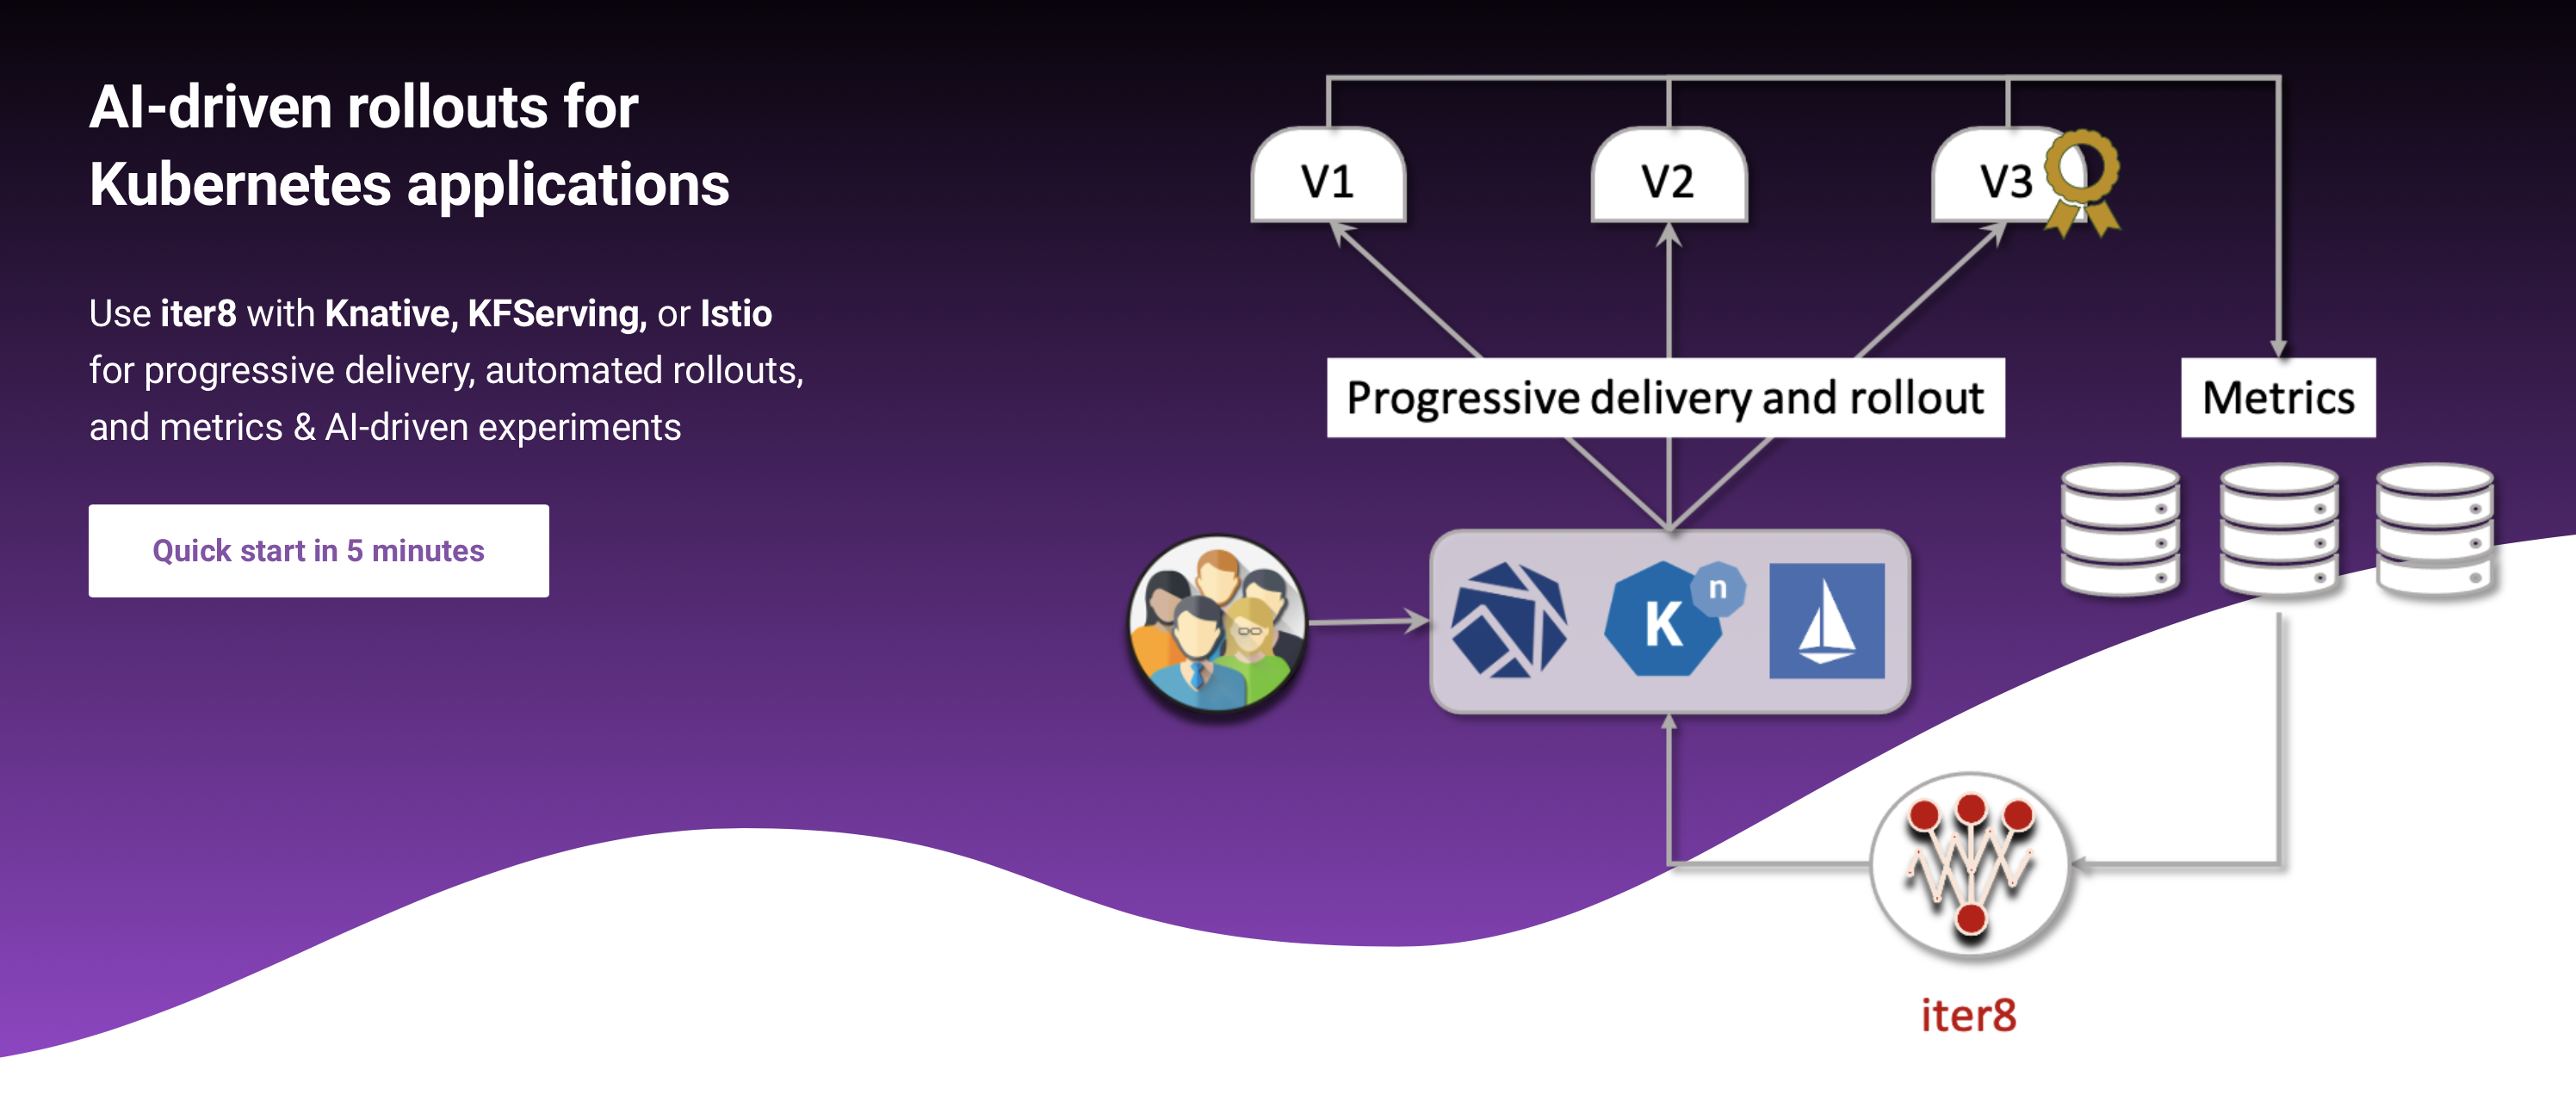 AI-driven rollouts for
Kubernetes applications
Use iter8 with Knative, KFServing, or Istio
for progressive delivery, automated rollouts,
and metrics & AI-driven experiments
Quick start in 5 minutes
V1
V2
V3
Progressive delivery and rollout
Metrics
K
n
iter8